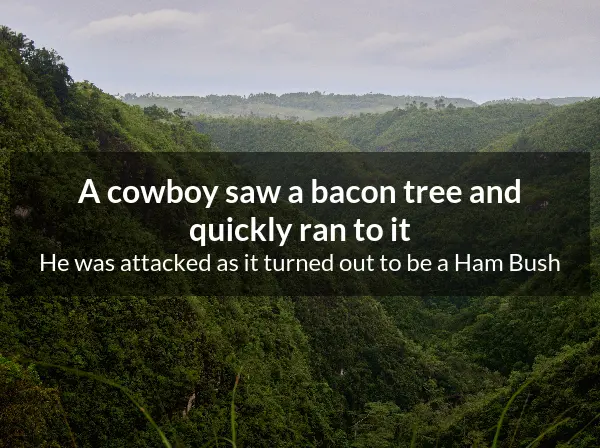 A cowboy saw a bacon tree and
quickly ran to it
He was attacked as it turned out to be a Ham Bush